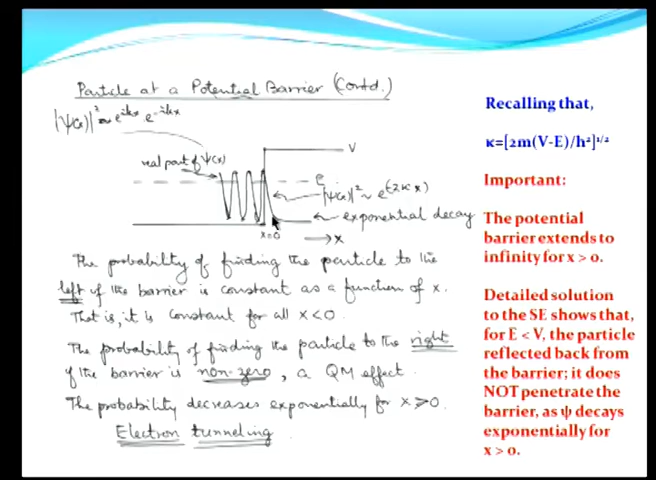 Particle at a Potential Barrier (Contd.)
|Ψ(x)|² ~ e^{ikx} e^{-ikx}
real part of Ψ(x)
V
E
|Ψ(x)|² ~ e^{(-2κx)}
exponential decay
x=0
→ x
The probability of finding the particle to the
left of the barrier is constant as a function of x.
That is, it is constant for all x < 0.
The probability of finding the particle to the right
of the barrier is non-zero, a QM effect.
The probability decreases exponentially for x ⩾ 0.
Electron tunneling
Recalling that,
κ=[2m(V-E)/h²]^{1/2}
Important:
The potential
barrier extends to
infinity for x > 0.
Detailed solution
to the SE shows that,
for E < V, the particle
reflected back from
the barrier; it does
NOT penetrate the
barrier, as ψ decays
exponentially for
x > 0.